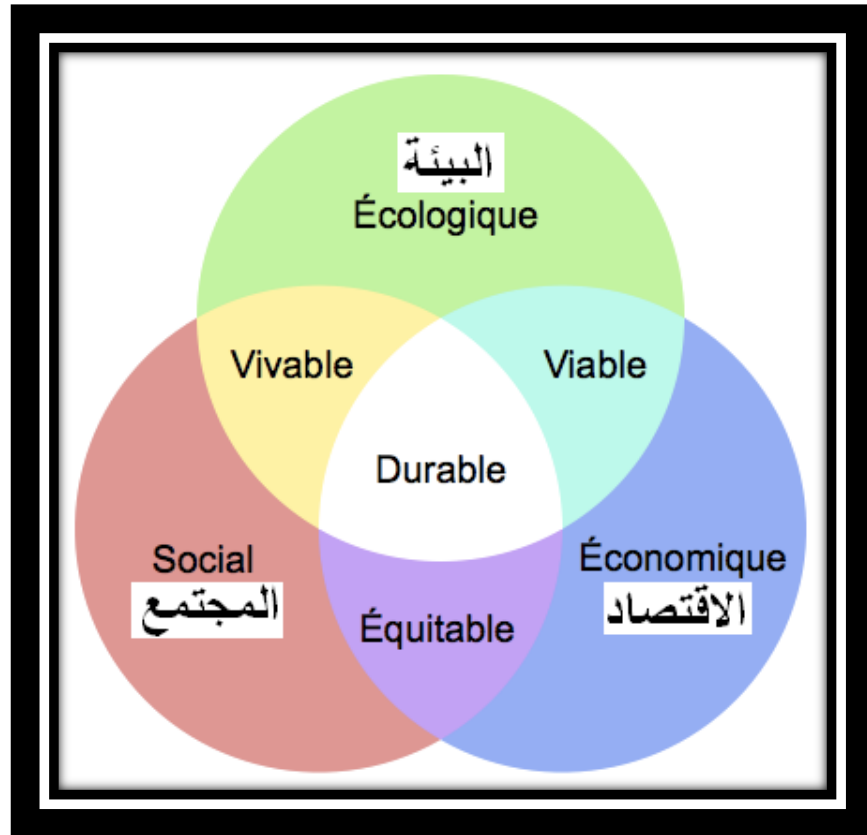 البيئة
Écologique
Vivable
Viable
Durable
Social
المجتمع
Économique
الاقتصاد
Équitable